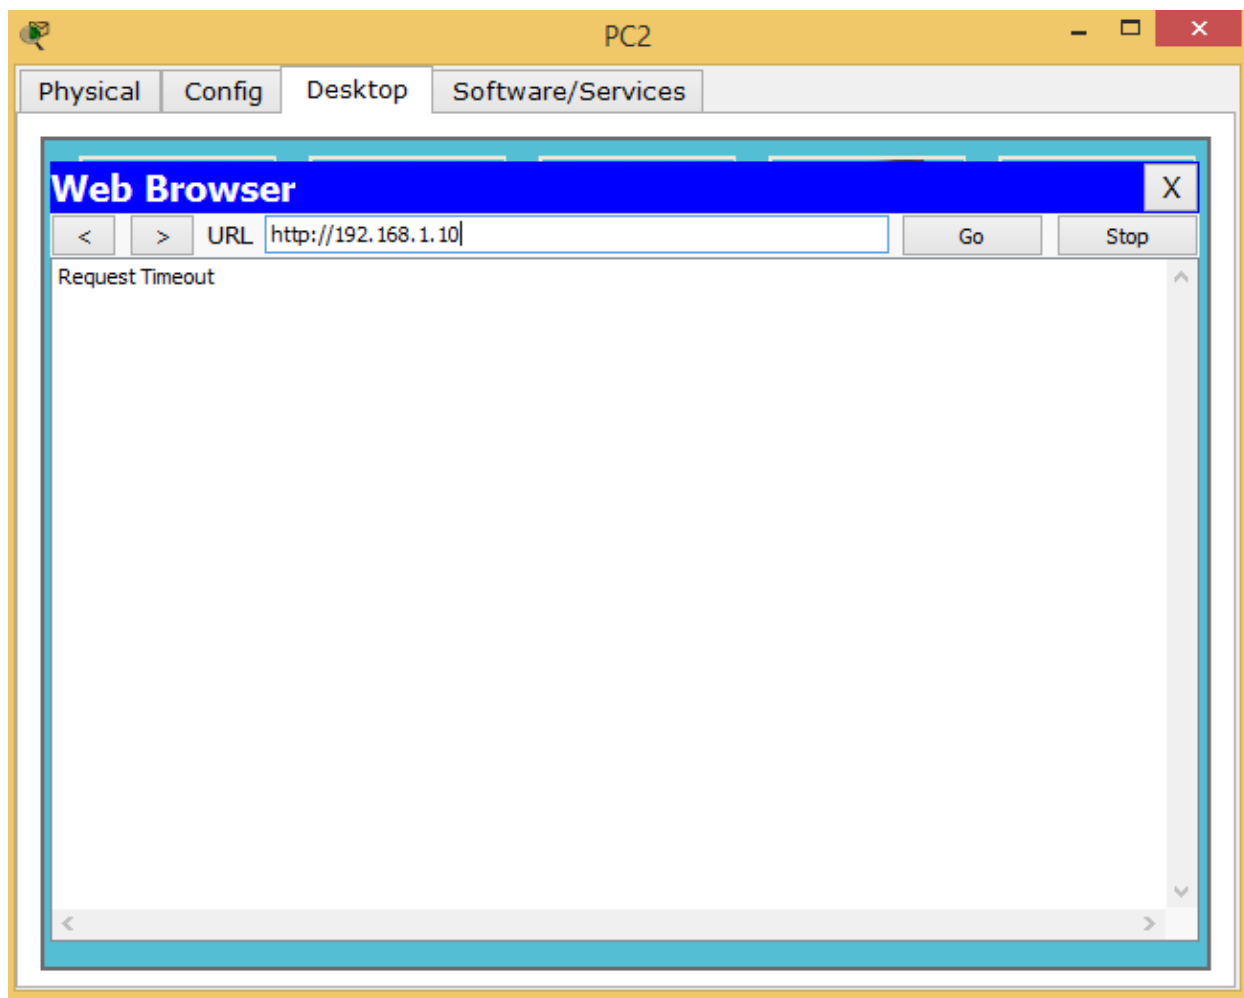 PC2
Physical Config Desktop Software/Services
Web Browser X
< > URL http://192.168.1.10 Go Stop
Request Timeout